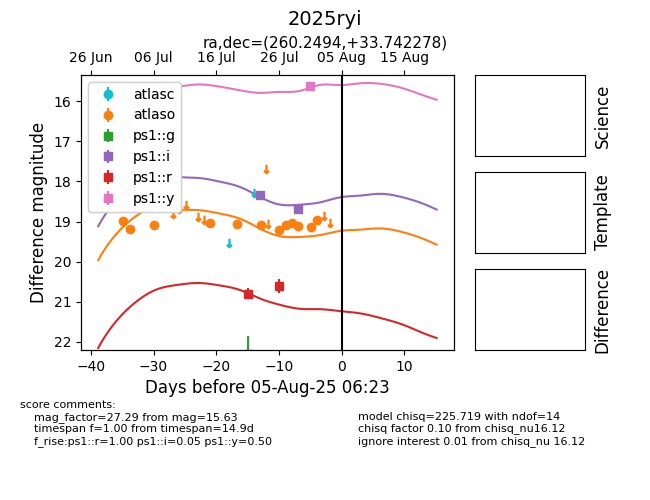 2025ryi
ra,dec=(260.2494,+33.742278)
26 Jun 06 Jul 16 Jul 26 Jul 05 Aug 15 Aug
atlasc
atlaso
ps1::g
ps1::i
ps1::r
ps1::y
16
17
18
19
20
21
22
Difference magnitude
−40 −30 −20 −10 0 10
Days before 05-Aug-25 06:23
Science
Template
Difference
score comments:
mag_factor=27.29 from mag=15.63
timespan f=1.00 from timespan=14.9d
f_rise:ps1::r=1.00 ps1::i=0.05 ps1::y=0.50
model chisq=225.719 with ndof=14
chisq factor 0.10 from chisq_nu16.12
ignore interest 0.01 from chisq_nu 16.12